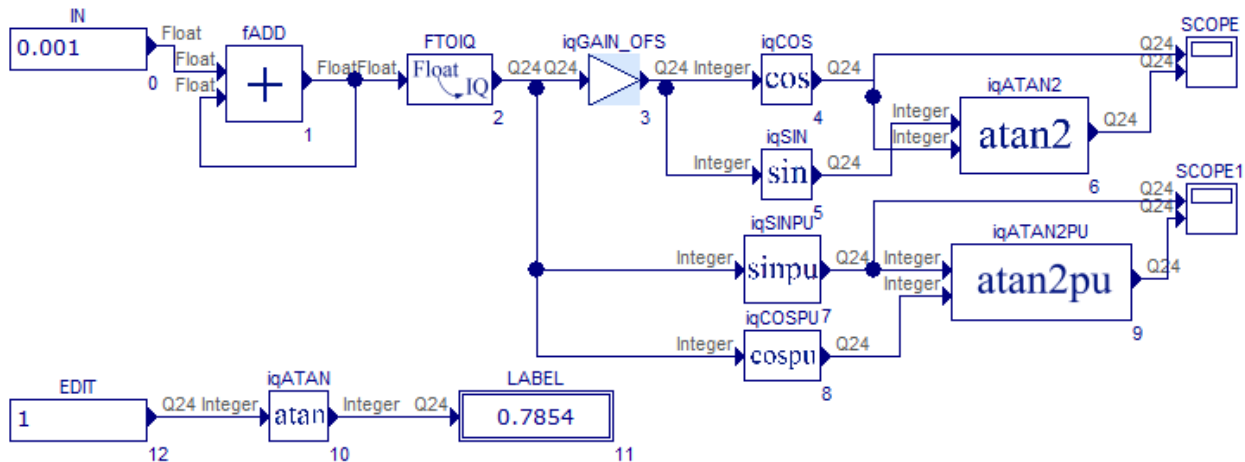 IN
0.001
Float
0
Float
Float
fADD
+
1
Float
Float
FTOIQ
Float
IQ
2
Q24
Q24
iqGAIN_OFS
3
Q24
Integer
iqCOS
cos
4
Q24
Integer
iqSIN
sin
5
Q24
Integer
Integer
iqATAN2
atan2
6
Q24
Q24
Q24
SCOPE
Integer
iqSINPU
sinpu
7
Q24
Integer
iqCOSPU
cospu
8
Q24
Integer
Integer
iqATAN2PU
atan2pu
9
Q24
Q24
Q24
SCOPE1
EDIT
1
12
Q24
Integer
iqATAN
atan
10
Integer
Q24
LABEL
0.7854
11